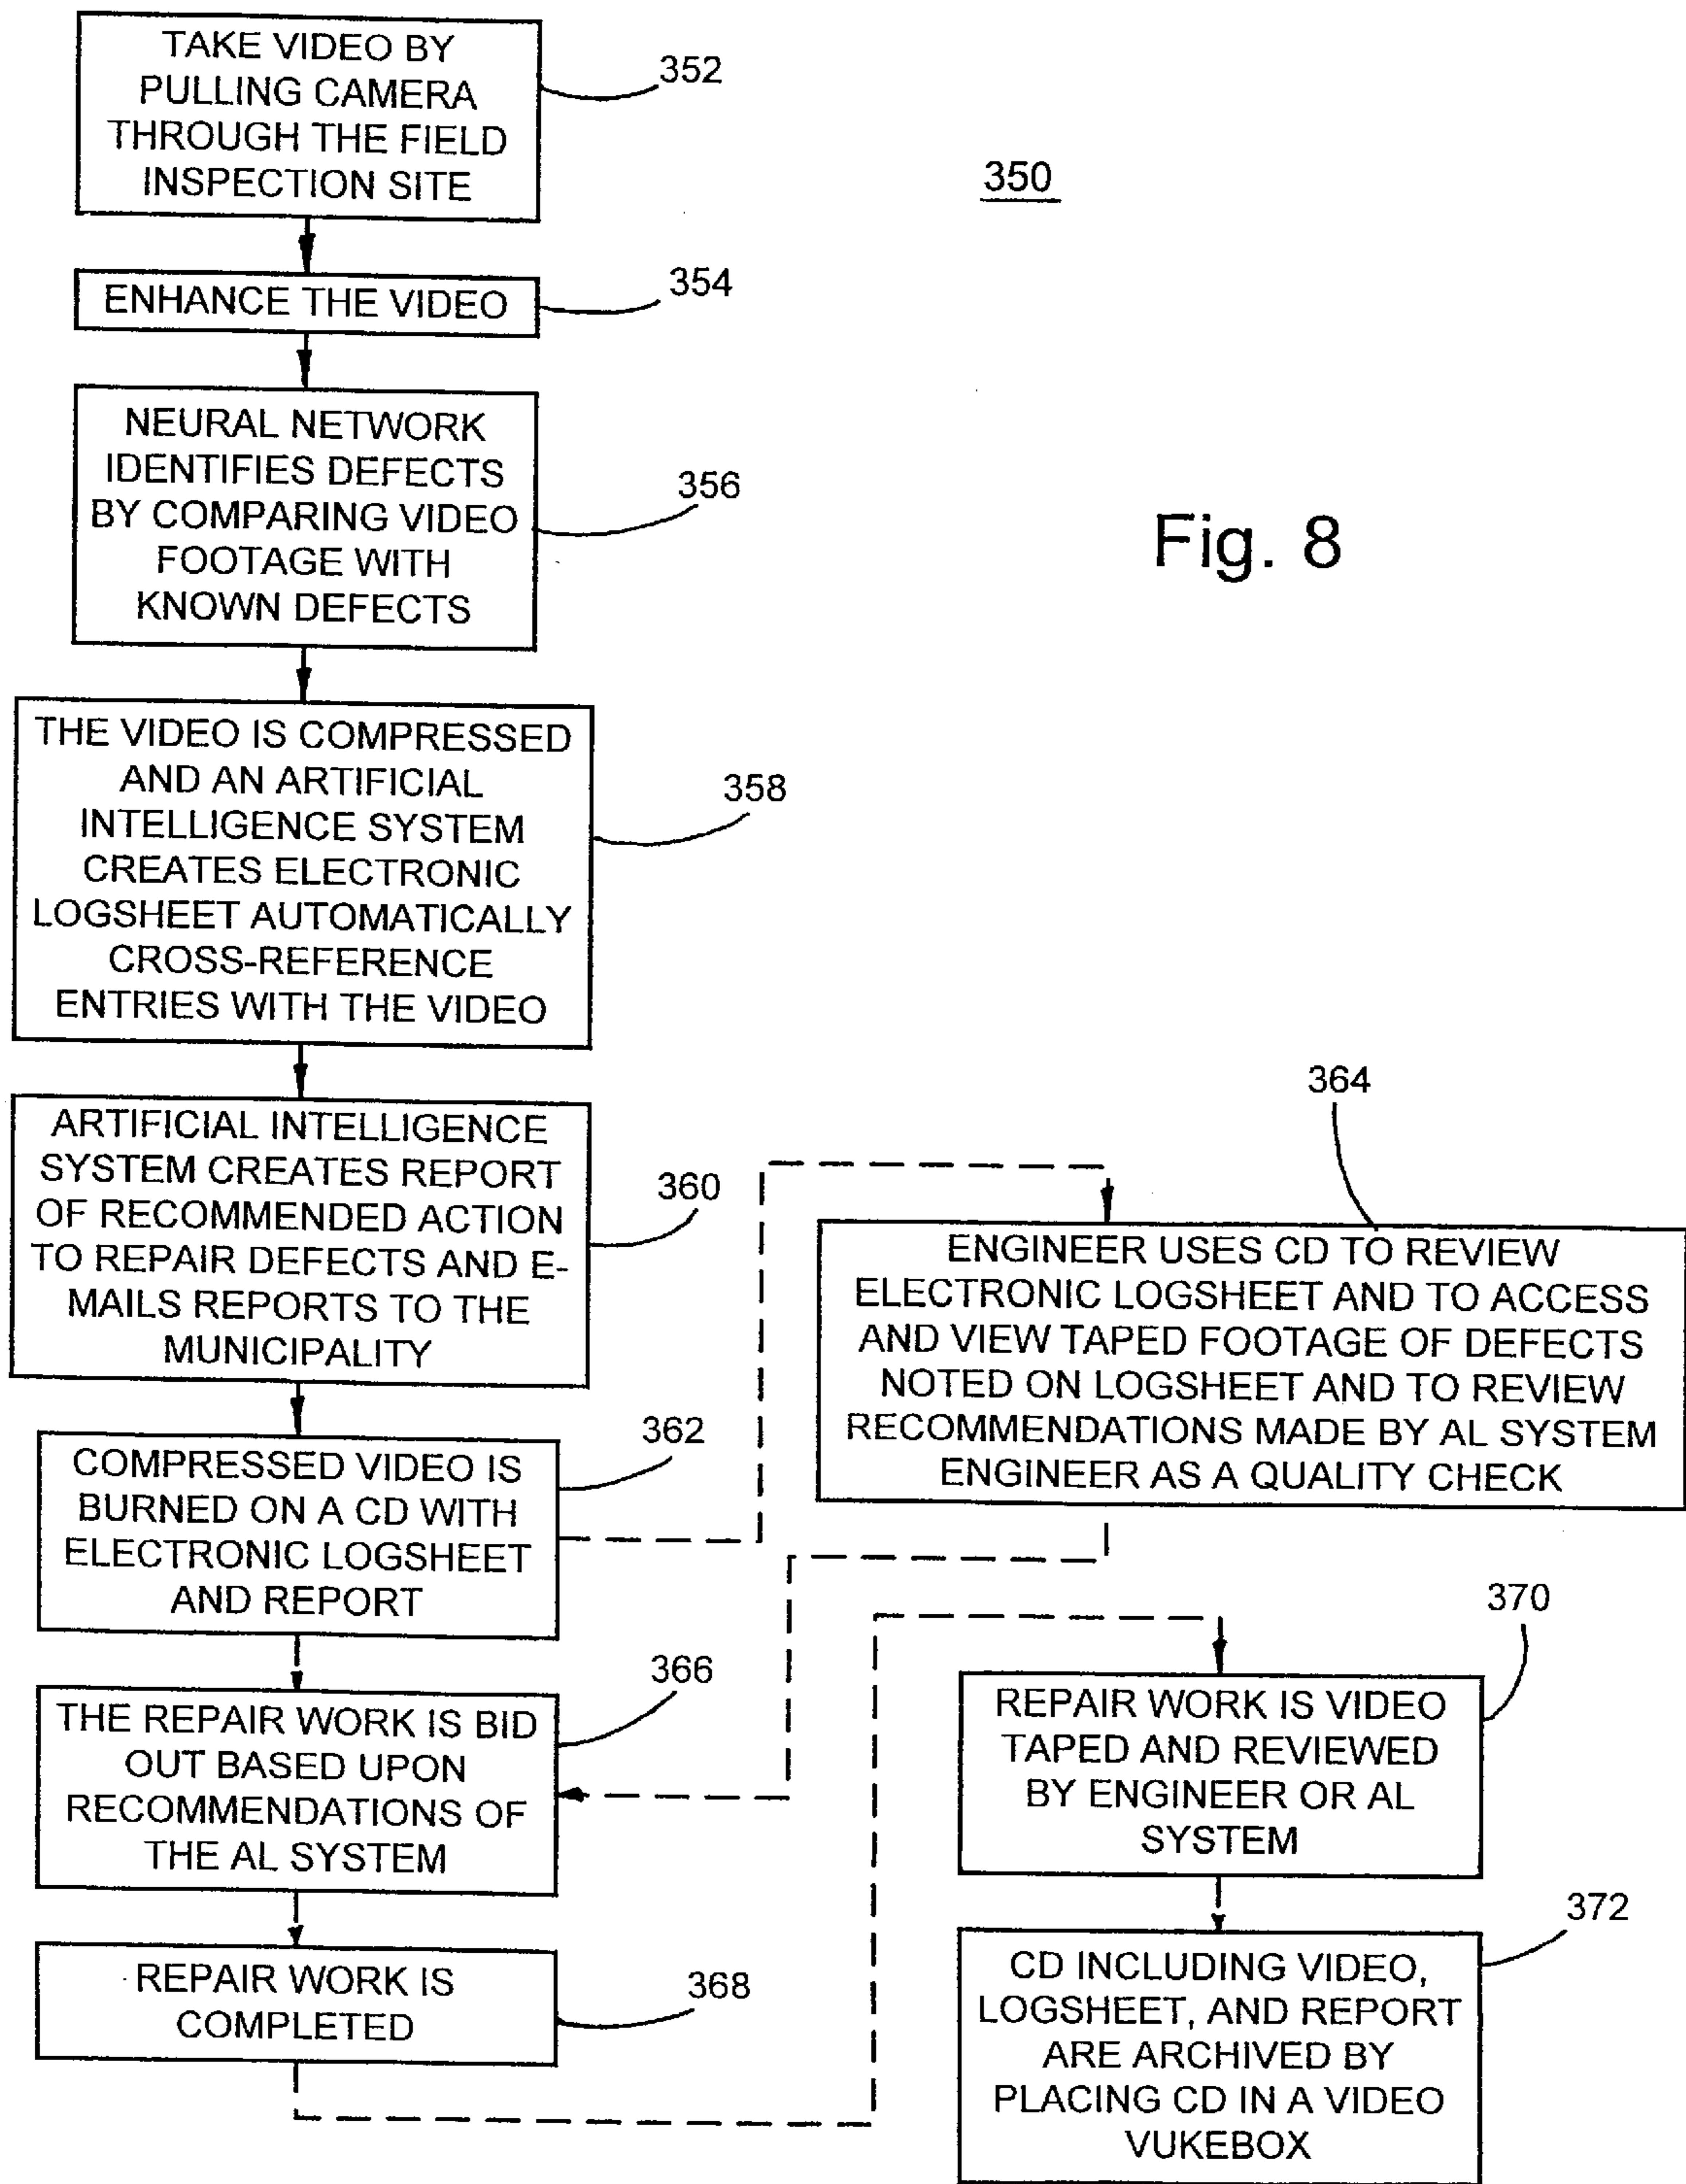 TAKE VIDEO BY
PULLING CAMERA
THROUGH THE FIELD
INSPECTION SITE
352
350
ENHANCE THE VIDEO
354
NEURAL NETWORK
IDENTIFIES DEFECTS
BY COMPARING VIDEO
FOOTAGE WITH
KNOWN DEFECTS
356
Fig. 8
THE VIDEO IS COMPRESSED
AND AN ARTIFICIAL
INTELLIGENCE SYSTEM
CREATES ELECTRONIC
LOGSHEET AUTOMATICALLY
CROSS-REFERENCE
ENTRIES WITH THE VIDEO
358
ARTIFICIAL INTELLIGENCE
SYSTEM CREATES REPORT
OF RECOMMENDED ACTION
TO REPAIR DEFECTS AND E-
MAILS REPORTS TO THE
MUNICIPALITY
360
COMPRESSED VIDEO IS
BURNED ON A CD WITH
ELECTRONIC LOGSHEET
AND REPORT
362
364
ENGINEER USES CD TO REVIEW
ELECTRONIC LOGSHEET AND TO ACCESS
AND VIEW TAPED FOOTAGE OF DEFECTS
NOTED ON LOGSHEET AND TO REVIEW
RECOMMENDATIONS MADE BY AL SYSTEM
ENGINEER AS A QUALITY CHECK
THE REPAIR WORK IS BID
OUT BASED UPON
RECOMMENDATIONS OF
THE AL SYSTEM
366
REPAIR WORK IS
COMPLETED
368
370
REPAIR WORK IS VIDEO
TAPED AND REVIEWED
BY ENGINEER OR AL
SYSTEM
372
CD INCLUDING VIDEO,
LOGSHEET, AND REPORT
ARE ARCHIVED BY
PLACING CD IN A VIDEO
VUKEBOX